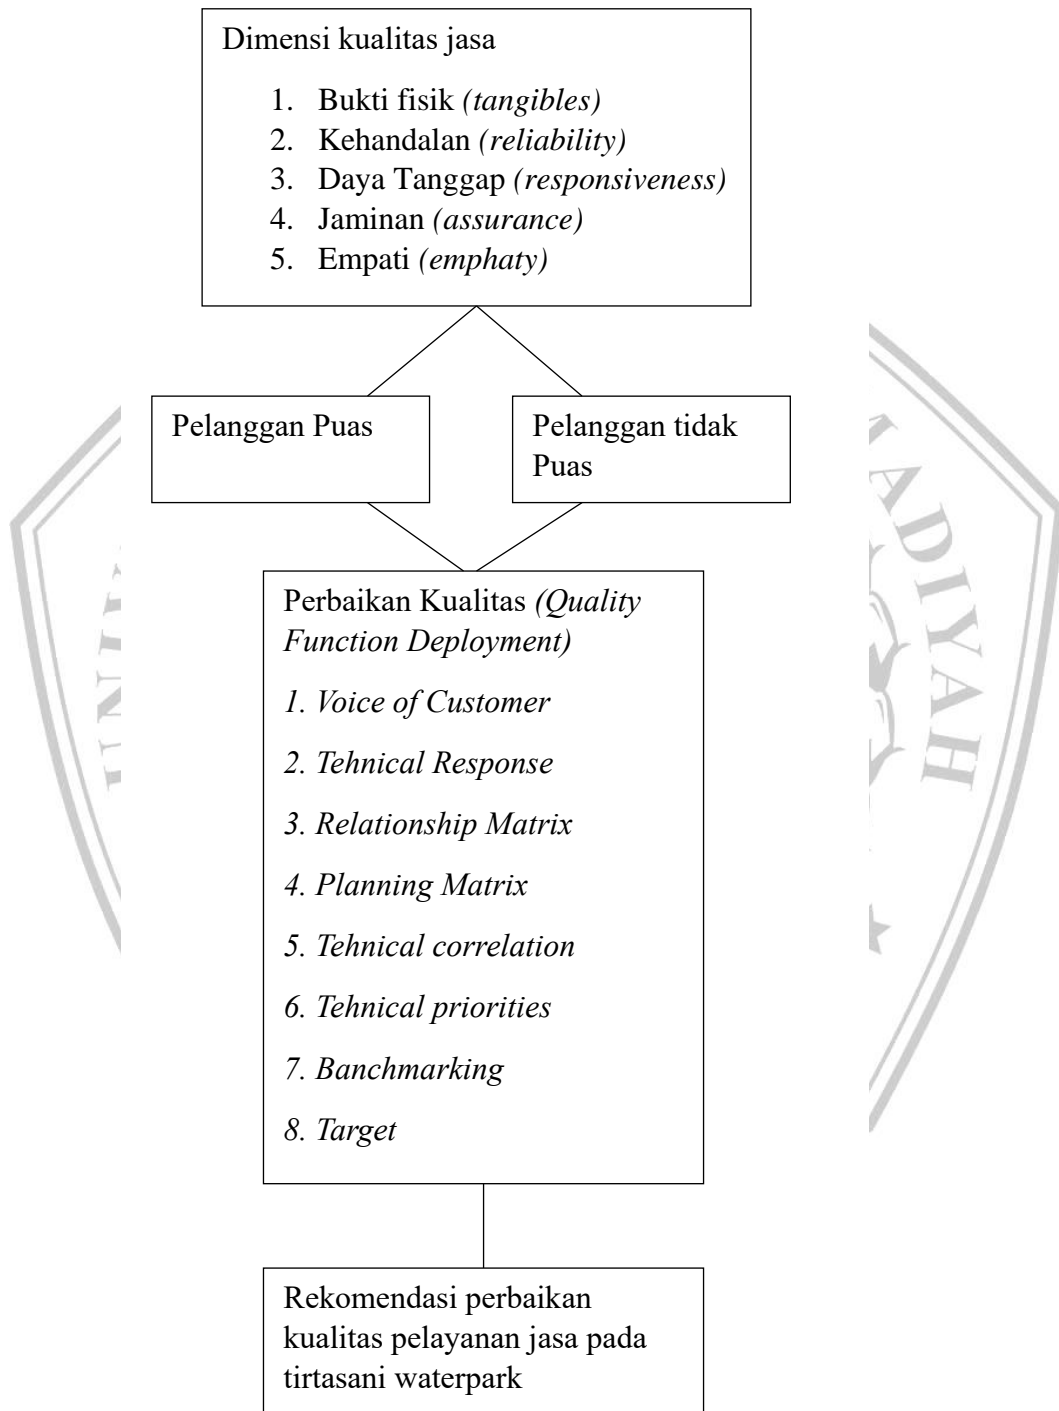 Dimensi kualitas jasa
1. Bukti fisik (tangibles)
2. Kehandalan (reliability)
3. Daya Tanggap (responsiveness)
4. Jaminan (assurance)
5. Empati (emphaty)
Pelanggan Puas
Pelanggan tidak
Puas
Perbaikan Kualitas (Quality
Function Deployment)
1. Voice of Customer
2. Tehnical Response
3. Relationship Matrix
4. Planning Matrix
5. Tehnical correlation
6. Tehnical priorities
7. Banchmarking
8. Target
Rekomendasi perbaikan
kualitas pelayanan jasa pada
tirtasani waterpark